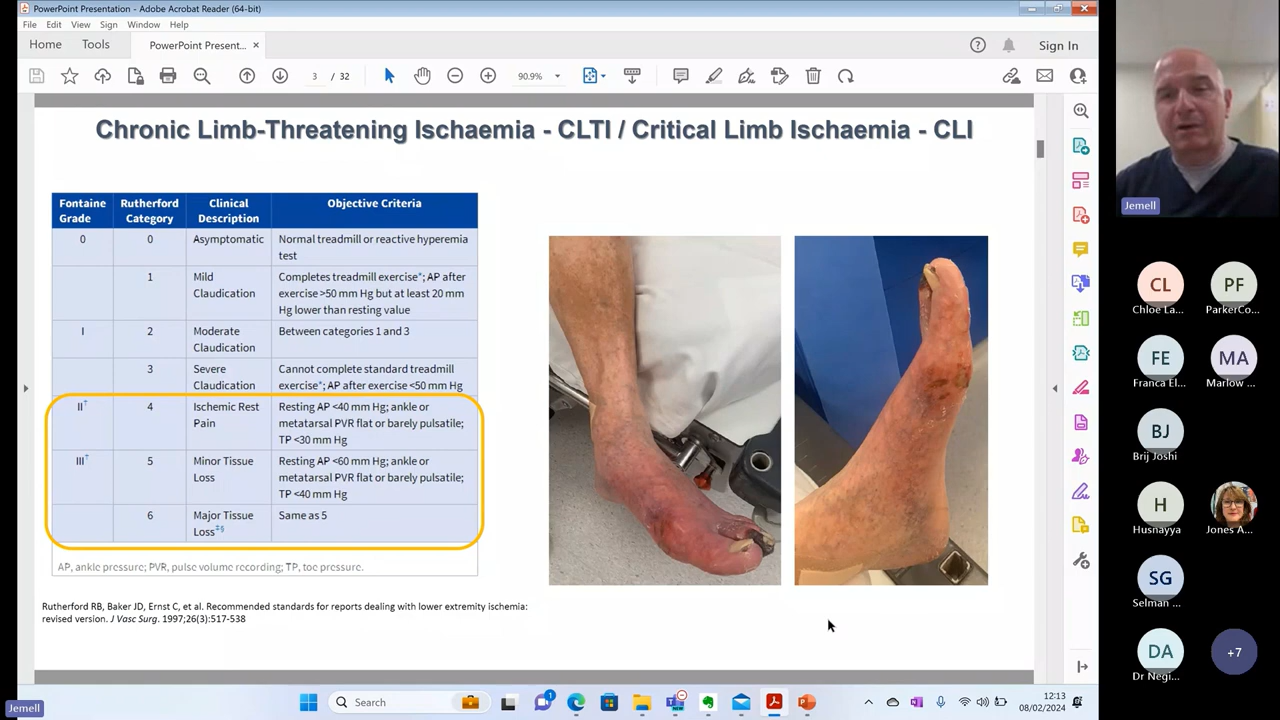 PowerPoint Presentation - Adobe Acrobat Reader (64-bit)
File Edit View Sign Window Help
Home Tools PowerPoint Present... × Sign In
3 / 32 90.9%
Chronic Limb-Threatening Ischaemia - CLTI / Critical Limb Ischaemia - CLI
Fontaine Grade Rutherford Category Clinical Description Objective Criteria
0 0 Asymptomatic Normal treadmill or reactive hyperemia
test
1 Mild Completes treadmill exercise*; AP after
Claudication exercise >50 mm Hg but at least 20 mm
Hg lower than resting value
I 2 Moderate Between categories 1 and 3
Claudication
3 Severe Cannot complete standard treadmill
Claudication exercise*; AP after exercise <50 mm Hg
II† 4 Ischemic Rest Resting AP <40 mm Hg; ankle or
Pain metatarsal PVR flat or barely pulsatile;
TP <30 mm Hg
III† 5 Minor Tissue Resting AP <60 mm Hg; ankle or
Loss metatarsal PVR flat or barely pulsatile;
TP <40 mm Hg
6 Major Tissue Same as 5
Loss‡§
AP, ankle pressure; PVR, pulse volume recording; TP, toe pressure.
Rutherford RB, Baker JD, Ernst C, et al. Recommended standards for reports dealing with lower extremity ischemia:
revised version. J Vasc Surg. 1997;26(3):517-538
Jemell
CL PF
Chloe La... ParkerCo...
FE MA
Franca El... Marlow ...
BJ
Brij Joshi
H
Husnayya Jones A...
SG
Selman ...
DA +7
Dr Negi...
Jemell
Search
1
12:13
08/02/2024